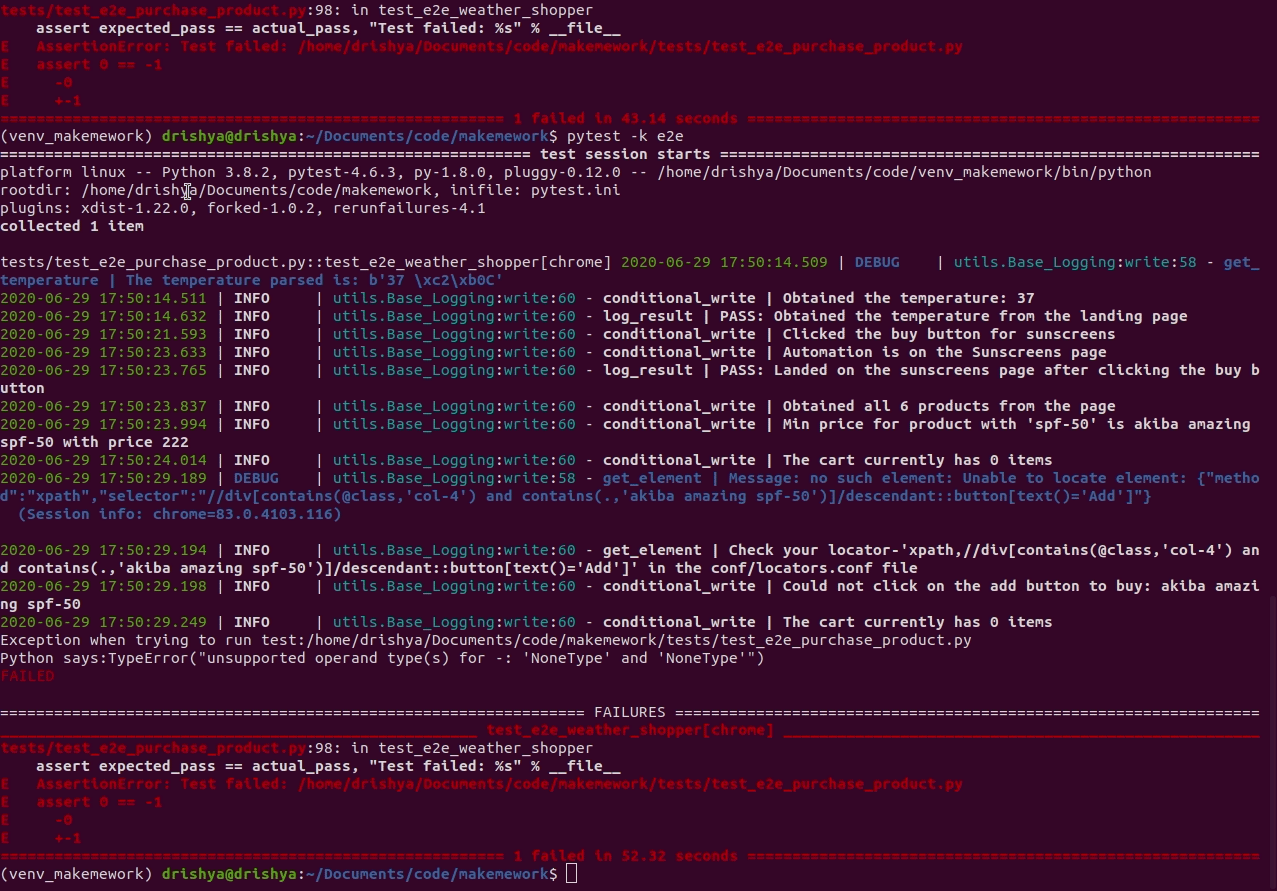 tests/test_e2e_purchase_product.py:98: in test_e2e_weather_shopper
    assert expected_pass == actual_pass, "Test failed: %s" % __file__
E   AssertionError: Test failed: /home/drishya/Documents/code/makemework/tests/test_e2e_purchase_product.py
E   assert 0 == -1
E     -0
E     +-1
======================================================== 1 failed in 43.14 seconds =========================================================
(venv_makemework) drishya@drishya:~/Documents/code/makemework$ pytest -k e2e
=========================================================== test session starts ============================================================
platform linux -- Python 3.8.2, pytest-4.6.3, py-1.8.0, pluggy-0.12.0 -- /home/drishya/Documents/code/venv_makemework/bin/python
rootdir: /home/drishya/Documents/code/makemework, inifile: pytest.ini
plugins: xdist-1.22.0, forked-1.0.2, rerunfailures-4.1
collected 1 item
tests/test_e2e_purchase_product.py::test_e2e_weather_shopper[chrome] 2020-06-29 17:50:14.509 | DEBUG    | utils.Base_Logging:write:58 - get_
temperature | The temperature parsed is: b'37 \xc2\xb0C'
2020-06-29 17:50:14.511 | INFO     | utils.Base_Logging:write:60 - conditional_write | Obtained the temperature: 37
2020-06-29 17:50:14.632 | INFO     | utils.Base_Logging:write:60 - log_result | PASS: Obtained the temperature from the landing page
2020-06-29 17:50:21.593 | INFO     | utils.Base_Logging:write:60 - conditional_write | Clicked the buy button for sunscreens
2020-06-29 17:50:23.633 | INFO     | utils.Base_Logging:write:60 - conditional_write | Automation is on the Sunscreens page
2020-06-29 17:50:23.765 | INFO     | utils.Base_Logging:write:60 - log_result | PASS: Landed on the sunscreens page after clicking the buy b
utton
2020-06-29 17:50:23.837 | INFO     | utils.Base_Logging:write:60 - conditional_write | Obtained all 6 products from the page
2020-06-29 17:50:23.994 | INFO     | utils.Base_Logging:write:60 - conditional_write | Min price for product with 'spf-50' is akiba amazing
spf-50 with price 222
2020-06-29 17:50:24.014 | INFO     | utils.Base_Logging:write:60 - conditional_write | The cart currently has 0 items
2020-06-29 17:50:29.189 | DEBUG    | utils.Base_Logging:write:58 - get_element | Message: no such element: Unable to locate element: {"metho
d":"xpath","selector":"//div[contains(@class,'col-4') and contains(.,'akiba amazing spf-50')]/descendant::button[text()='Add']"}
  (Session info: chrome=83.0.4103.116)
2020-06-29 17:50:29.194 | INFO     | utils.Base_Logging:write:60 - get_element | Check your locator-'xpath,//div[contains(@class,'col-4') an
d contains(.,'akiba amazing spf-50')]/descendant::button[text()='Add']' in the conf/locators.conf file
2020-06-29 17:50:29.198 | INFO     | utils.Base_Logging:write:60 - conditional_write | Could not click on the add button to buy: akiba amazi
ng spf-50
2020-06-29 17:50:29.249 | INFO     | utils.Base_Logging:write:60 - conditional_write | The cart currently has 0 items
Exception when trying to run test:/home/drishya/Documents/code/makemework/tests/test_e2e_purchase_product.py
Python says:TypeError("unsupported operand type(s) for -: 'NoneType' and 'NoneType'")
FAILED
================================================================= FAILURES =================================================================
_____________________________________________________ test_e2e_weather_shopper[chrome] _____________________________________________________
tests/test_e2e_purchase_product.py:98: in test_e2e_weather_shopper
    assert expected_pass == actual_pass, "Test failed: %s" % __file__
E   AssertionError: Test failed: /home/drishya/Documents/code/makemework/tests/test_e2e_purchase_product.py
E   assert 0 == -1
E     -0
E     +-1
======================================================== 1 failed in 52.32 seconds =========================================================
(venv_makemework) drishya@drishya:~/Documents/code/makemework$